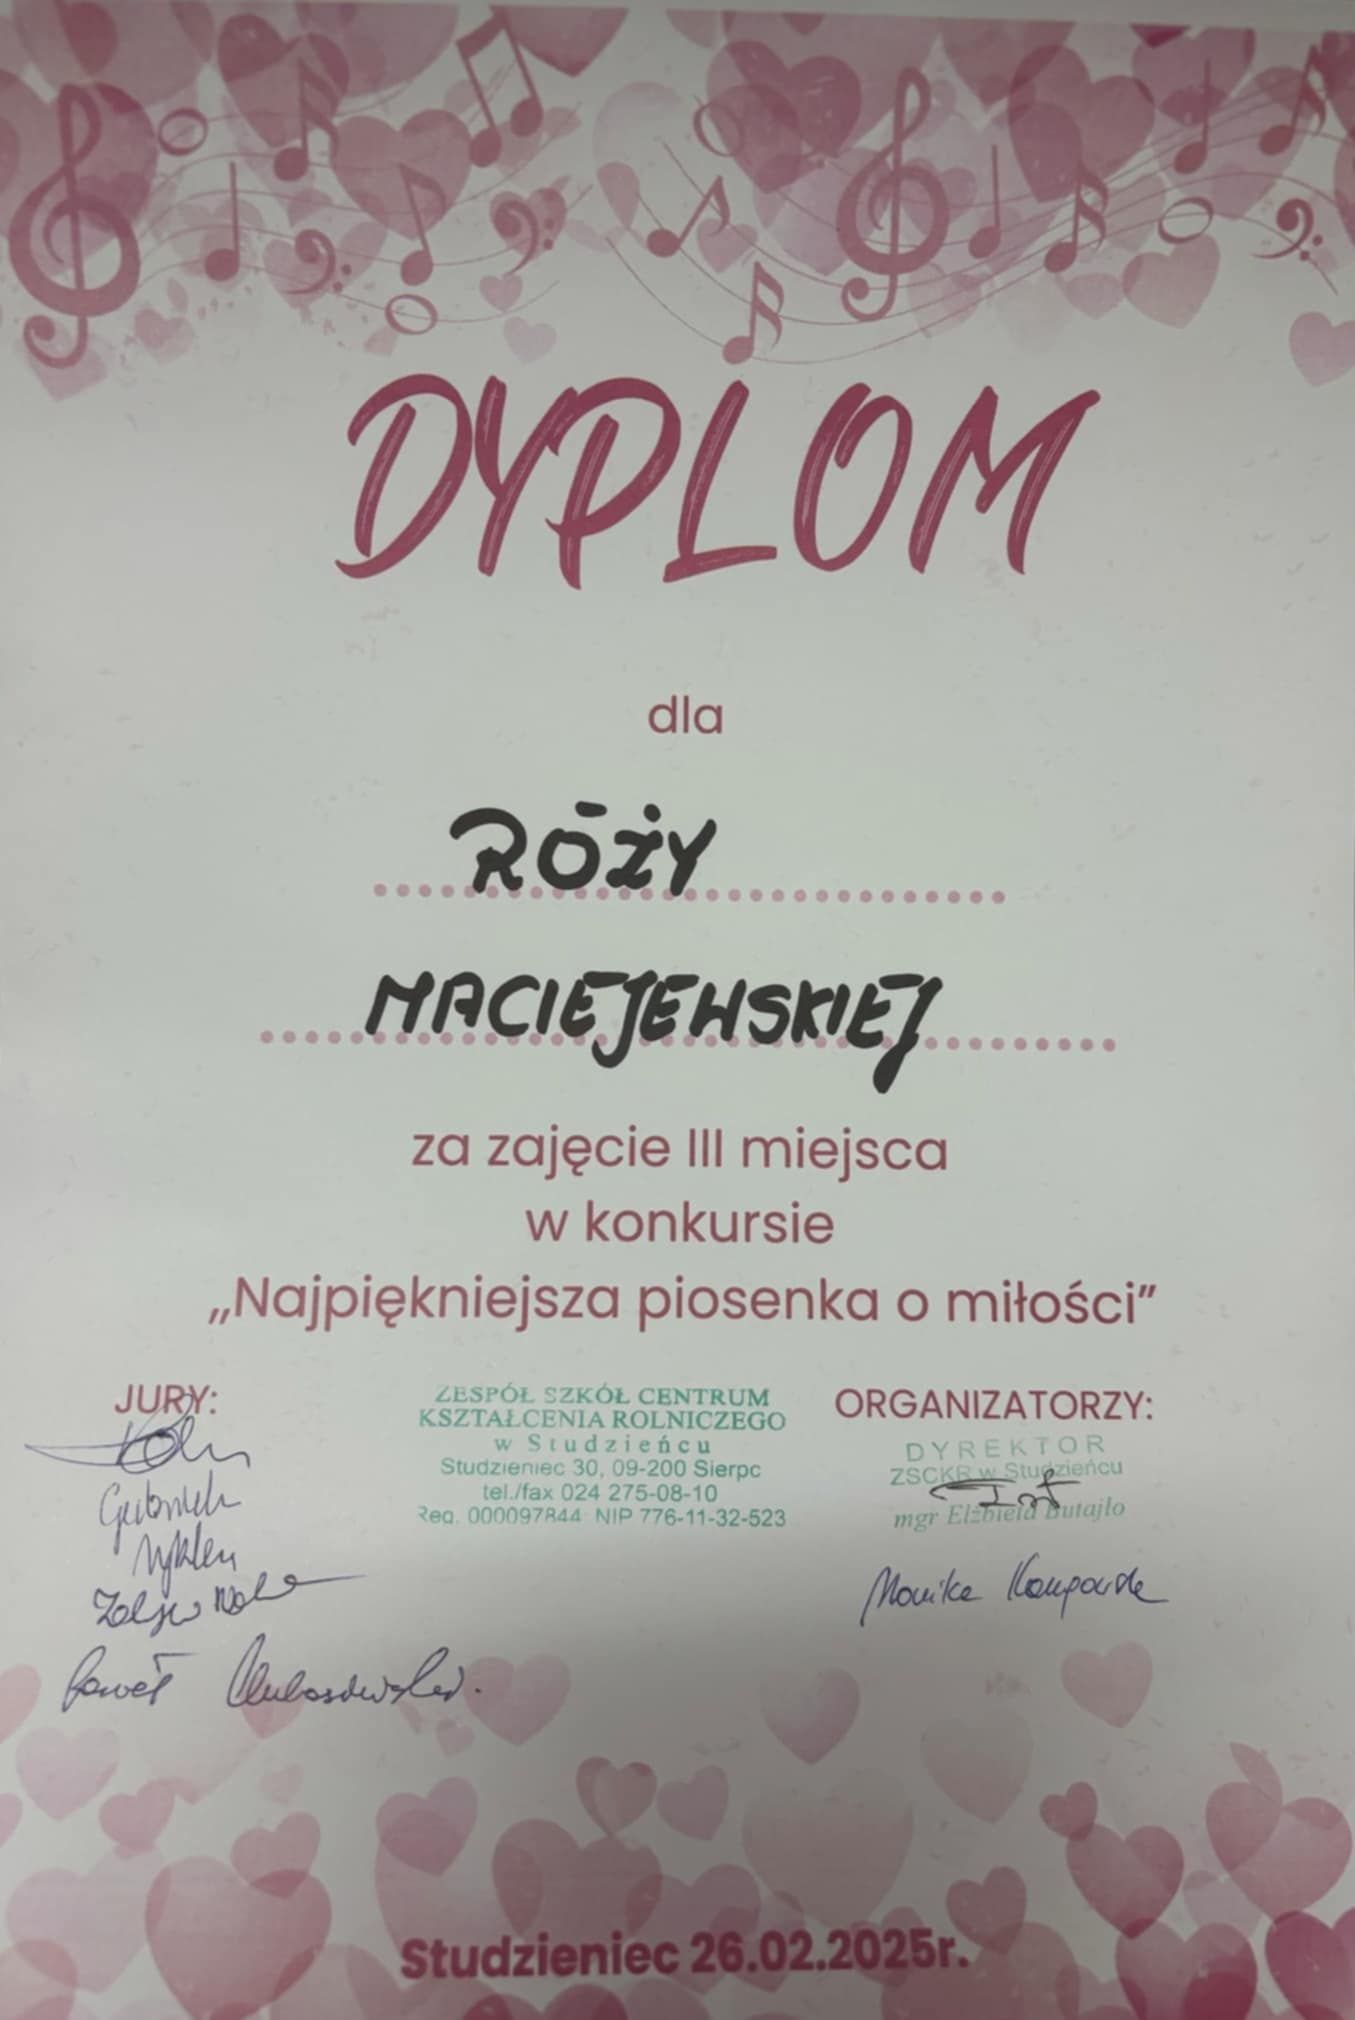 DYPLOM
dla
RÓŻY
MACIEJEWSKIEJ
za zajęcie III miejsca
w konkursie
„Najpiękniejsza piosenka o miłości”
JURY:
Paweł
ZESPÓŁ SZKÓŁ CENTRUM
KSZTAŁCENIA ROLNICZEGO
w Studzieńcu
Studzieniec 30, 09-200 Sierpc
tel./fax 024 275-08-10
Reg. 000097844 NIP 776-11-32-523
ORGANIZATORZY:
DYREKTOR
ZSCKR w Studzieńcu
mgr Elżbieta Butajło
Monika
Studzieniec 26.02.2025r.